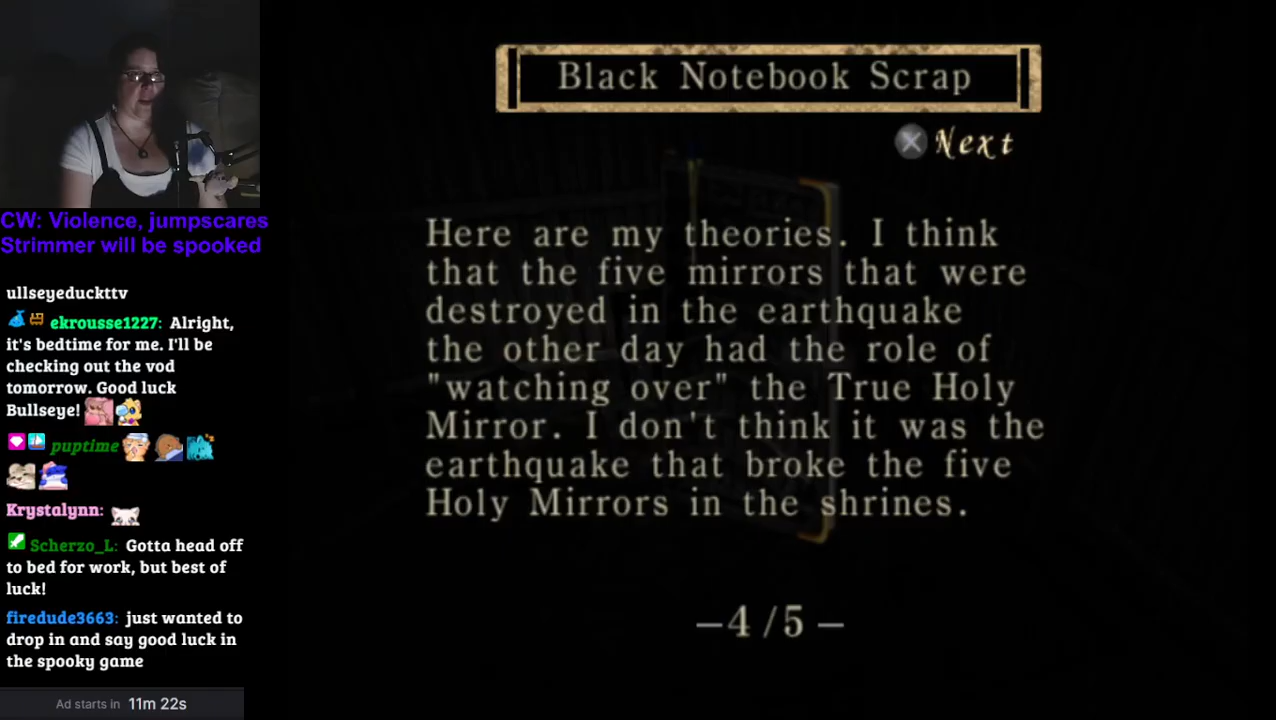 CW: Violence, jumpscares
Strimmer will be spooked
ullseyeduckttv
ekrousse1227: Alright,
it's bedtime for me. I'll be
checking out the vod
tomorrow. Good luck
Bullseye!
puptime
Krystalynn:
Scherzo_L: Gotta head off
to bed for work, but best of
luck!
firedude3663: just wanted to
drop in and say good luck in
the spooky game
Ad starts in 11m 22s
Black Notebook Scrap
Next
Here are my theories. I think
that the five mirrors that were
destroyed in the earthquake
the other day had the role of
"watching over" the True Holy
Mirror. I don't think it was the
earthquake that broke the five
Holy Mirrors in the shrines.
—4 /5 —